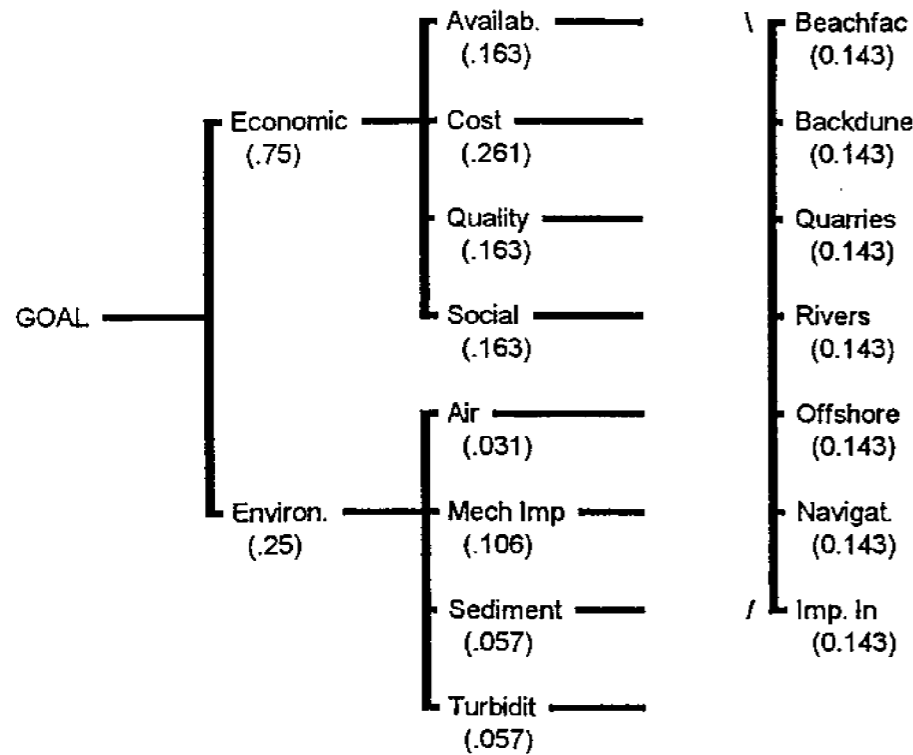 GOAL
Economic
(.75)
Environ.
(.25)
Availab.
(.163)
Cost
(.261)
Quality
(.163)
Social
(.163)
Air
(.031)
Mech Imp
(.106)
Sediment
(.057)
Turbidit
(.057)
\
/
Beachfac
(0.143)
Backdune
(0.143)
Quarries
(0.143)
Rivers
(0.143)
Offshore
(0.143)
Navigat.
(0.143)
Imp. In
(0.143)